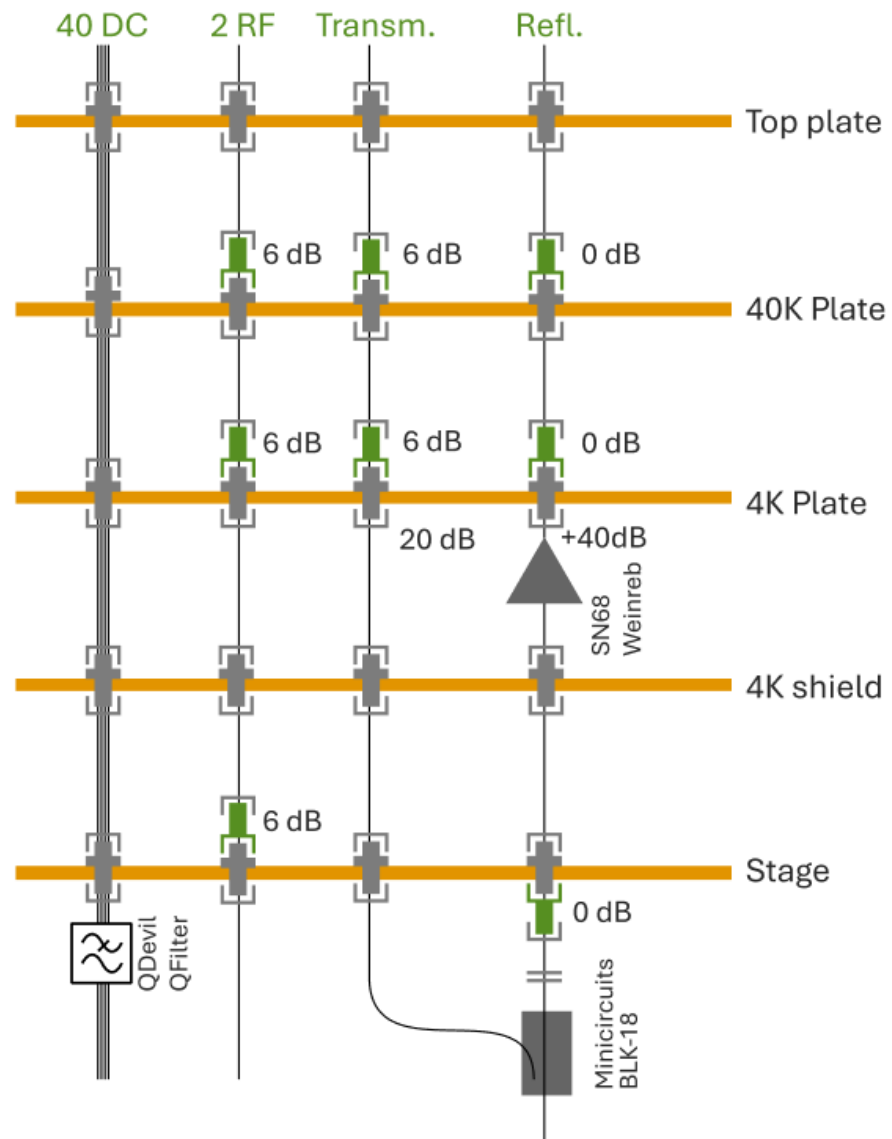 40 DC
2 RF
Transm.
Refl.
Top plate
6 dB
6 dB
0 dB
40K Plate
6 dB
6 dB
0 dB
4K Plate
20 dB
+40dB
SN68
Weinreb
4K shield
6 dB
Stage
0 dB
QDevil
QFilter
Minicircuits
BLK-18